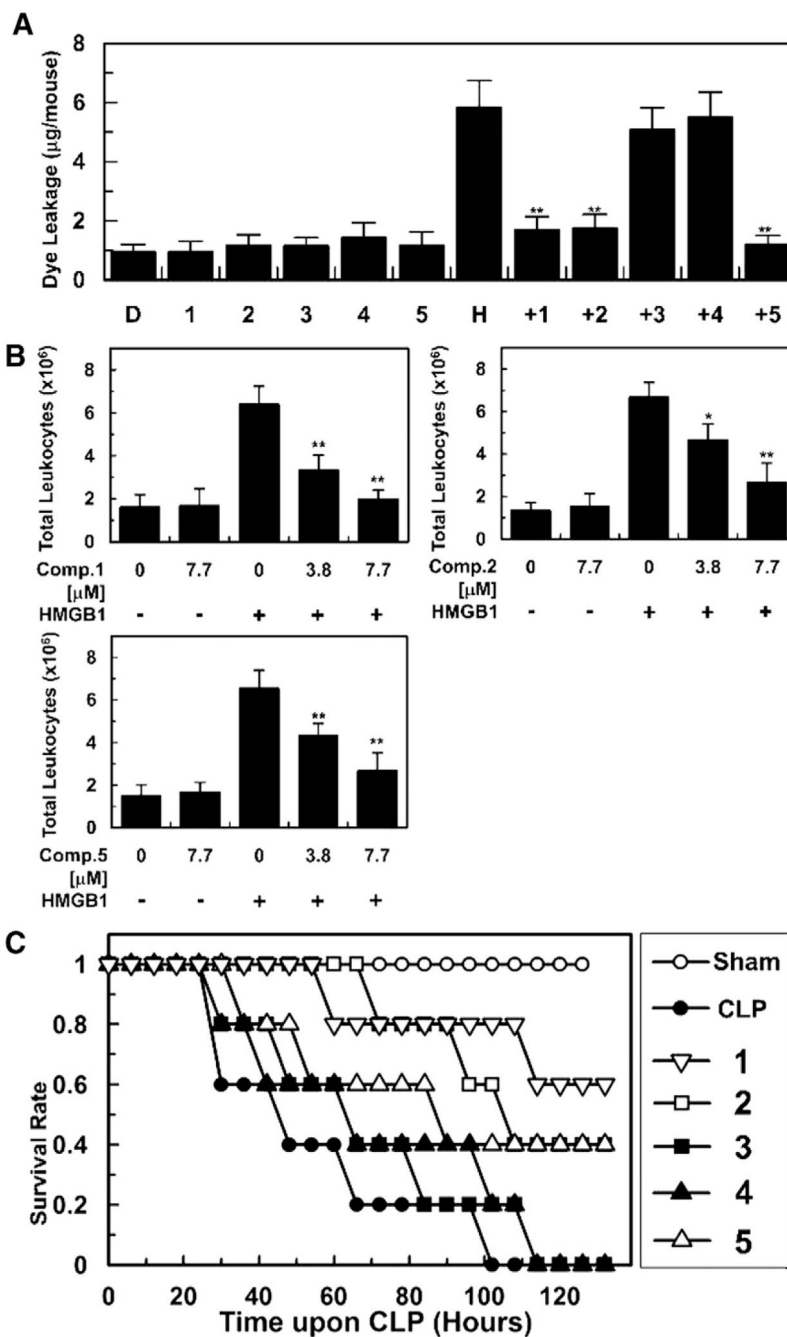 A
Dye Leakage (µg/mouse)
8
6
4
2
0
**
**
**
D 1 2 3 4 5 H +1 +2 +3 +4 +5
B
Total Leukocytes (x10⁶)
8
6
4
2
0
**
**
Comp.1 0 7.7 0 3.8 7.7
[µM]
HMGB1 - - + + +
Total Leukocytes (x10⁶)
8
6
4
2
0
*
**
Comp.2 0 7.7 0 3.8 7.7
[µM]
HMGB1 - - + + +
Total Leukocytes (x10⁶)
8
6
4
2
0
**
**
Comp.5 0 7.7 0 3.8 7.7
[µM]
HMGB1 - - + + +
C
Survival Rate
1
0.8
0.6
0.4
0.2
0
0 20 40 60 80 100 120
Time upon CLP (Hours)
Sham
CLP
1
2
3
4
5